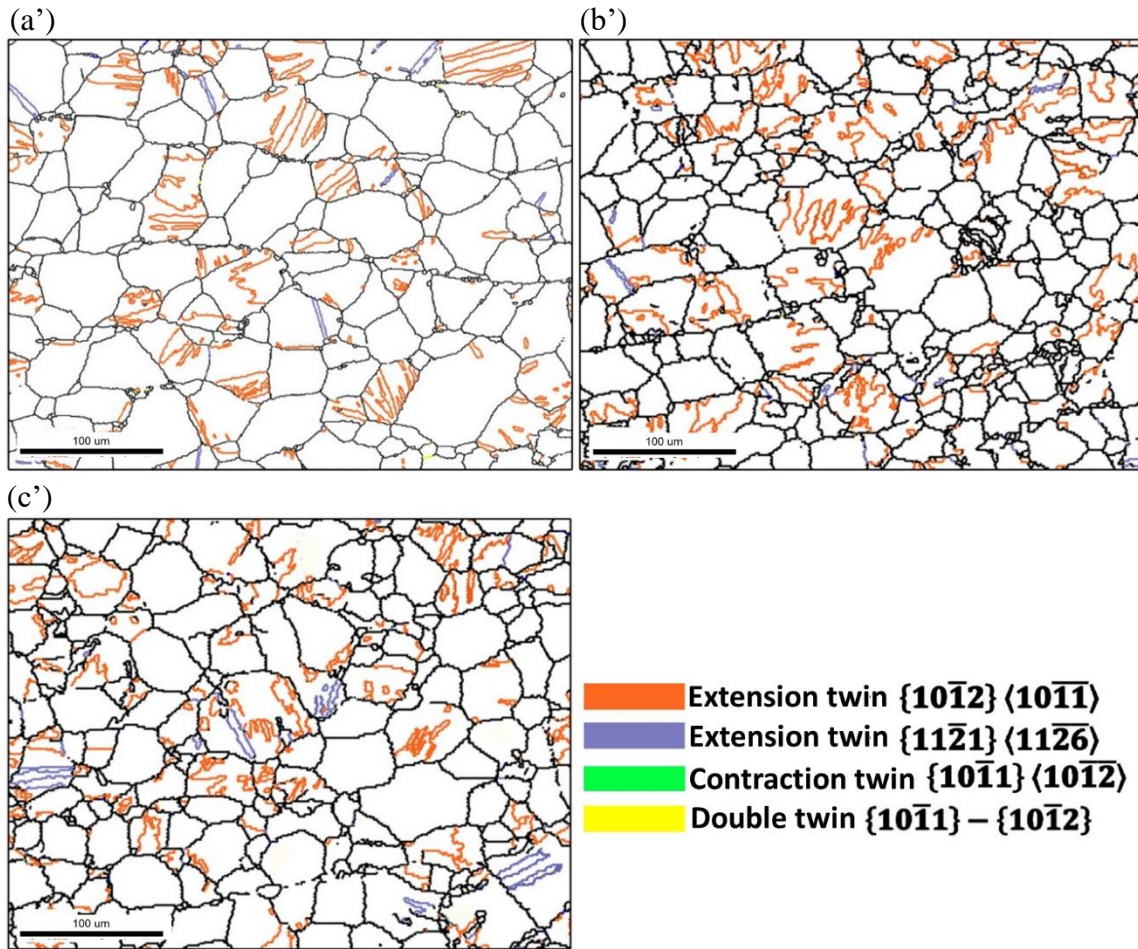 (a’)
(b’)
100 um
100 um
(c’)
100 um
Extension twin {101̅2} ⟨101̅1̅⟩
Extension twin {112̅1} ⟨112̅6̅⟩
Contraction twin {101̅1} ⟨101̅2̅⟩
Double twin {101̅1} − {101̅2}